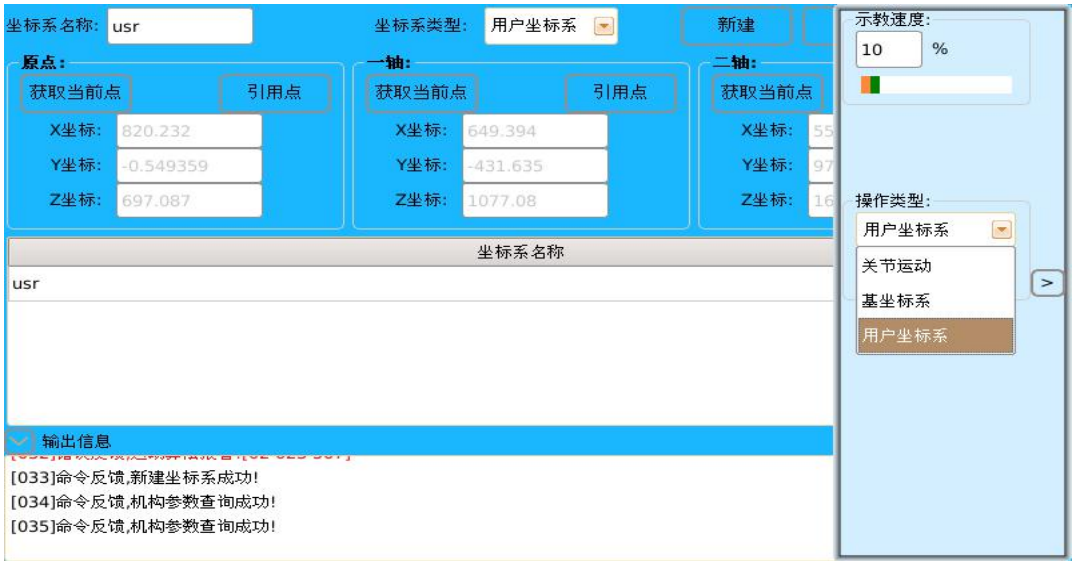 坐标系名称: usr 坐标系类型: 用户坐标系 新建
原点: 一轴: 二轴:
获取当前点 引用点 获取当前点 引用点 获取当前点
X坐标: 820.232 X坐标: 649.394 X坐标: 55
Y坐标: -0.549359 Y坐标: -431.635 Y坐标: 97
Z坐标: 697.087 Z坐标: 1077.08 Z坐标: 16
坐标系名称
usr
输出信息
[033]命令反馈,新建坐标系成功!
[034]命令反馈,机构参数查询成功!
[035]命令反馈,机构参数查询成功!
示教速度:
10 %
操作类型:
用户坐标系
关节运动
基坐标系
用户坐标系
>